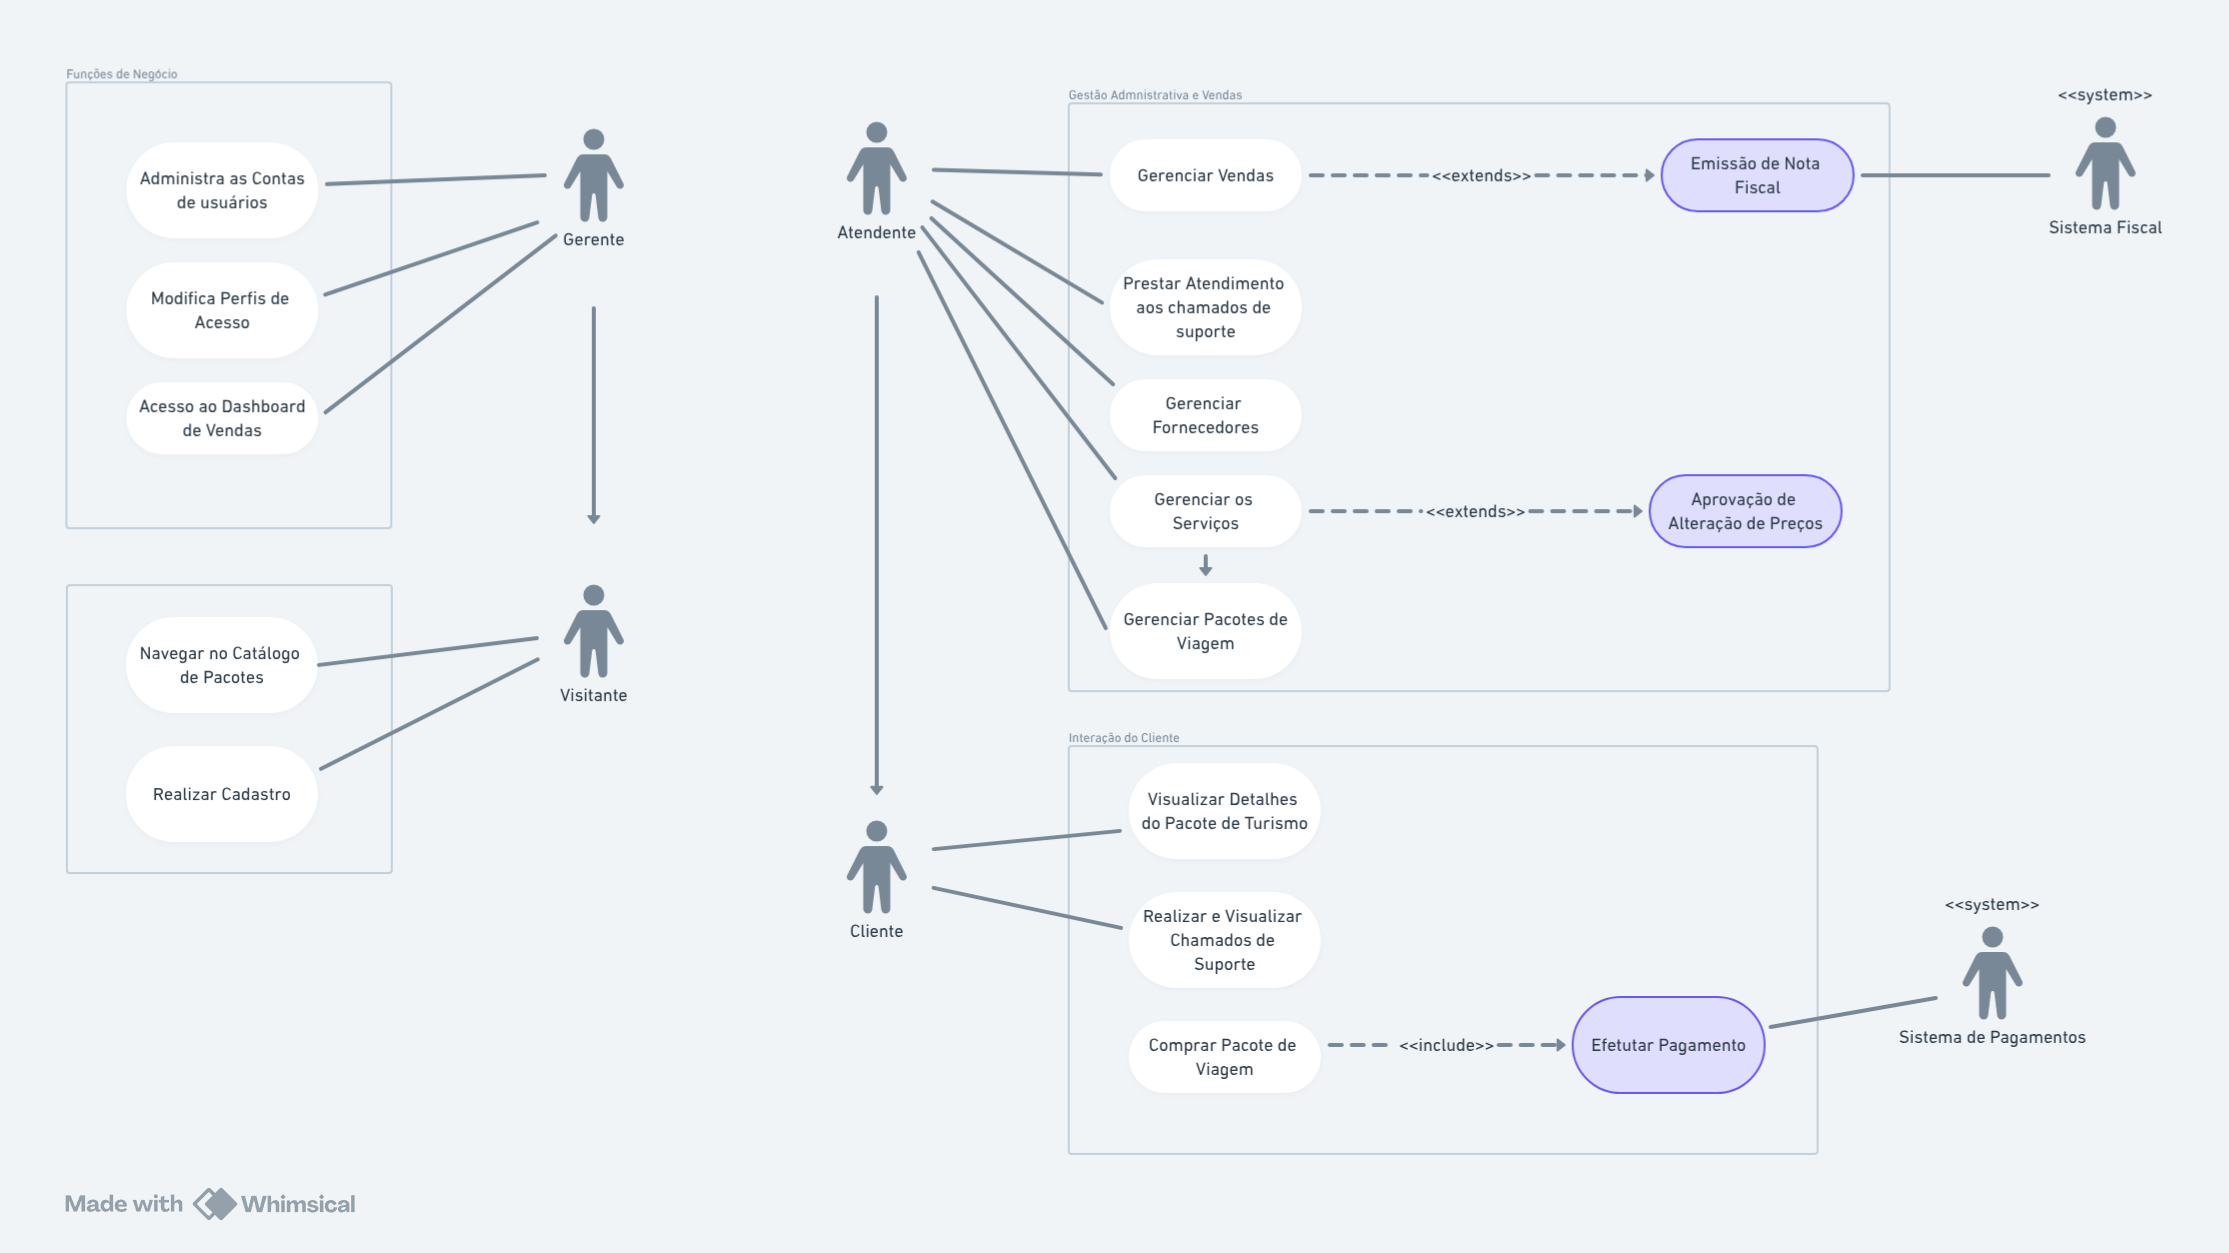 Funções de Negócio
Administra as Contas
de usuários
Modifica Perfis de
Acesso
Acesso ao Dashboard
de Vendas
Gerente
Navegar no Catálogo
de Pacotes
Realizar Cadastro
Visitante
Atendente
Gestão Admnistrativa e Vendas
Gerenciar Vendas
<<extends>>
Emissão de Nota
Fiscal
<<system>>
Sistema Fiscal
Prestar Atendimento
aos chamados de
suporte
Gerenciar
Fornecedores
Gerenciar os
Serviços
<<extends>>
Aprovação de
Alteração de Preços
Gerenciar Pacotes de
Viagem
Cliente
Interação do Cliente
Visualizar Detalhes
do Pacote de Turismo
Realizar e Visualizar
Chamados de
Suporte
Comprar Pacote de
Viagem
<<include>>
Efetutar Pagamento
<<system>>
Sistema de Pagamentos
Made with Whimsical